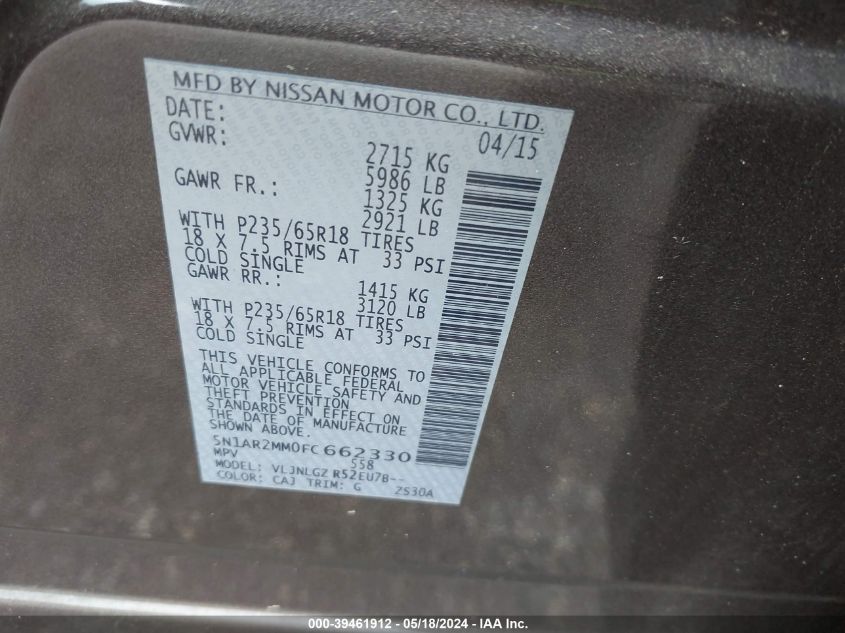 MFD BY NISSAN MOTOR CO., LTD.
DATE: 04/15
GVWR: 2715 KG
5986 LB
GAWR FR.: 1325 KG
2921 LB
WITH P235/65R18 TIRES
18 X 7.5 RIMS AT 33 PSI
COLD SINGLE
GAWR RR.: 1415 KG
3120 LB
WITH P235/65R18 TIRES
18 X 7.5 RIMS AT 33 PSI
COLD SINGLE
THIS VEHICLE CONFORMS TO
ALL APPLICABLE FEDERAL
MOTOR VEHICLE SAFETY AND
THEFT PREVENTION
STANDARDS IN EFFECT ON
THE DATE OF MANUFACTURE
SHOWN ABOVE.
5N1AR2MM0FC662330
MPV 558
MODEL: VLJNLGZ R52EU7B--
COLOR: CAJ TRIM: G ZS30A
000-39461912 - 05/18/2024 - IAA Inc.